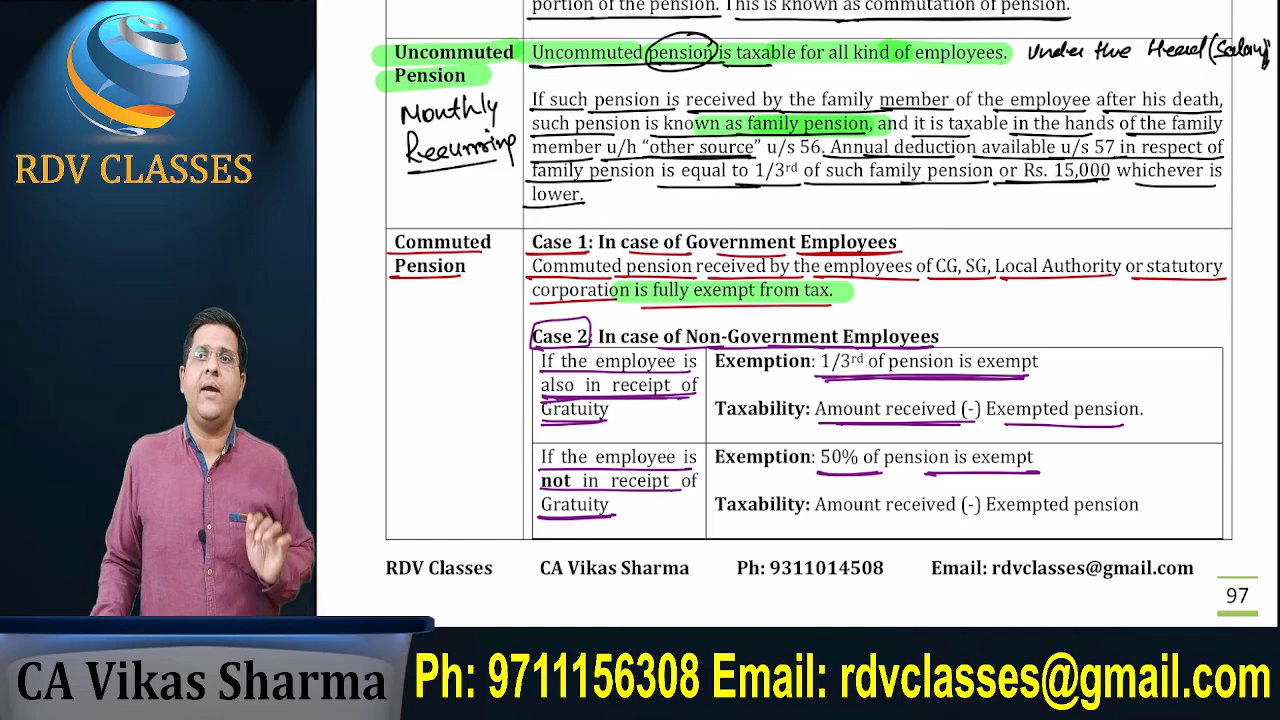 portion of the pension. This is known as commutation of pension.
Uncommuted Pension
Uncommuted pension is taxable for all kind of employees. Under the Head (Salary)
Monthly
Recurring
If such pension is received by the family member of the employee after his death,
such pension is known as family pension, and it is taxable in the hands of the family
member u/h “other source” u/s 56. Annual deduction available u/s 57 in respect of
family pension is equal to 1/3rd of such family pension or Rs. 15,000 whichever is
lower.
RDV CLASSES
Commuted
Pension
Case 1: In case of Government Employees
Commuted pension received by the employees of CG, SG, Local Authority or statutory
corporation is fully exempt from tax.
Case 2: In case of Non-Government Employees
If the employee is
also in receipt of
Gratuity
Exemption: 1/3rd of pension is exempt
Taxability: Amount received (-) Exempted pension.
If the employee is
not in receipt of
Gratuity
Exemption: 50% of pension is exempt
Taxability: Amount received (-) Exempted pension
RDV Classes CA Vikas Sharma Ph: 9311014508 Email: rdvclasses@gmail.com
97
CA Vikas Sharma
Ph: 9711156308 Email: rdvclasses@gmail.com